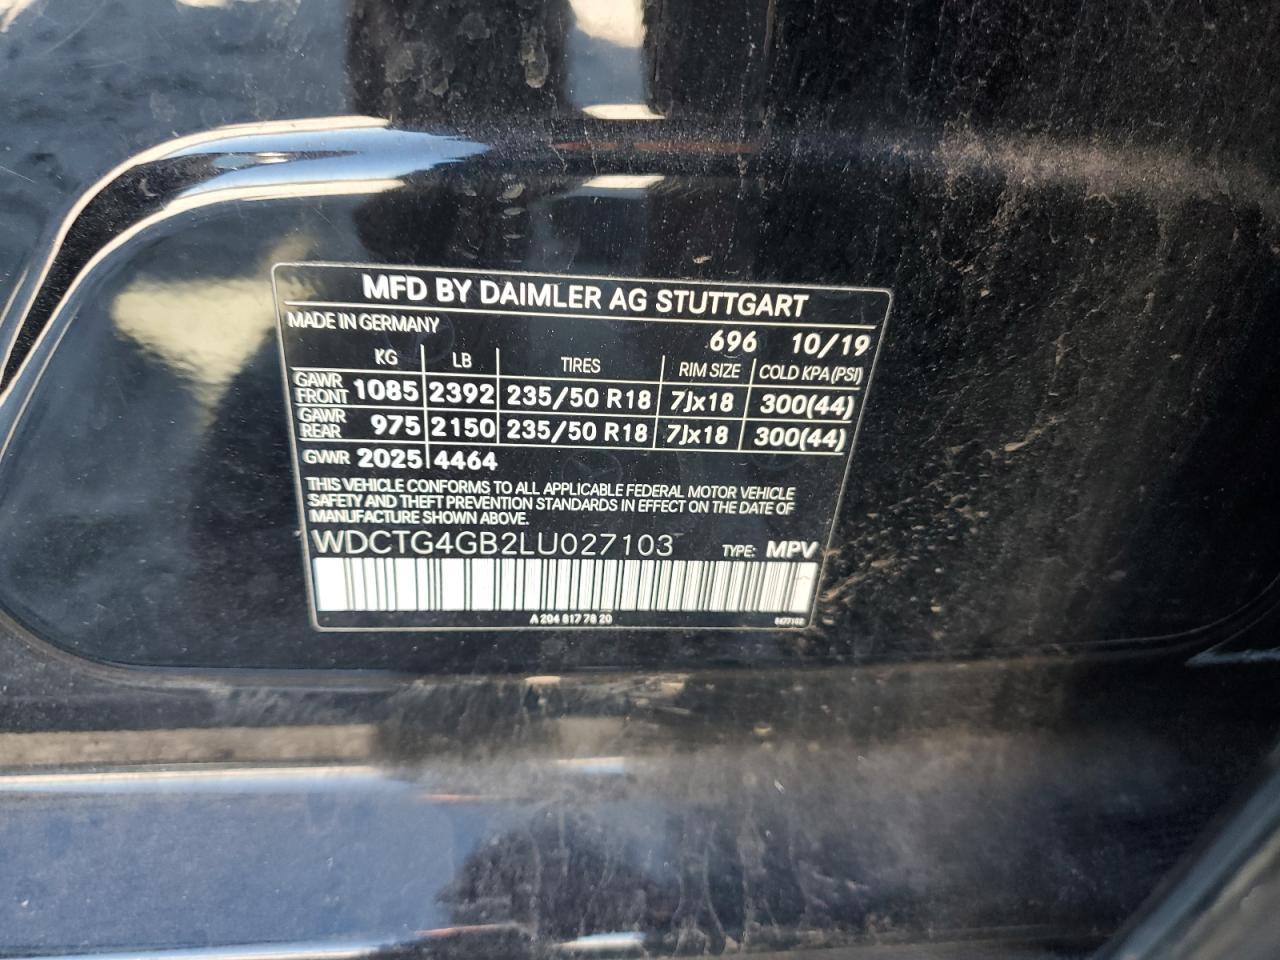 MFD BY DAIMLER AG STUTTGART
MADE IN GERMANY
696 10/19
KG LB TIRES RIM SIZE COLD KPA (PSI)
GAWR FRONT 1085 2392 235/50 R18 7Jx18 300(44)
GAWR REAR 975 2150 235/50 R18 7Jx18 300(44)
GVWR 2025 4464
THIS VEHICLE CONFORMS TO ALL APPLICABLE FEDERAL MOTOR VEHICLE
SAFETY AND THEFT PREVENTION STANDARDS IN EFFECT ON THE DATE OF
MANUFACTURE SHOWN ABOVE.
WDCTG4GB2LU027103 TYPE: MPV
A 204 817 78 20